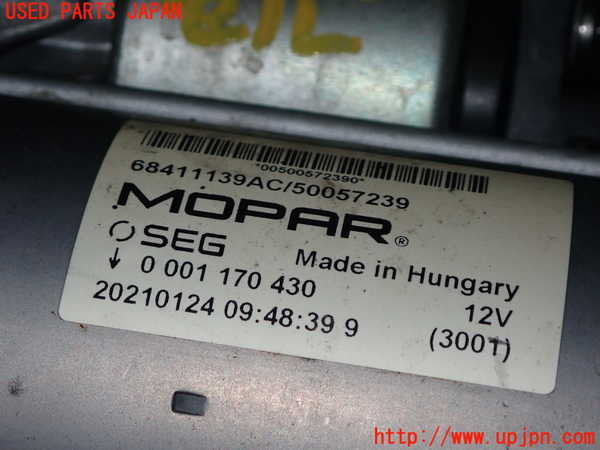 USED PARTS JAPAN
*00500572390*
68411139AC/50057239
MOPAR®
SEG Made in Hungary
0 001 170 430 12V
20210124 09:48:39 9 (3001)
http://www.upjpn.com/